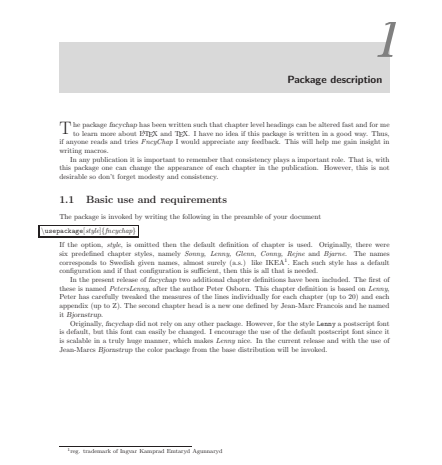 1
Package description
The package fncychap has been written such that chapter level headings can be altered fast and for me
to learn more about LATEX and TEX. I have no idea if this package is written in a good way. Thus,
if anyone reads and tries FncyChap I would appreciate any feedback. This will help me gain insight in
writing macros.
In any publication it is important to remember that consistency plays a important role. That is, with
this package one can change the appearance of each chapter in the publication. However, this is not
desirable so don't forget modesty and consistency.
1.1 Basic use and requirements
The package is invoked by writing the following in the preamble of your document
\usepackage[style]{fncychap}
If the option, style, is omitted then the default definition of chapter is used. Originally, there were
six predefined chapter styles, namely Sonny, Lenny, Glenn, Conny, Rejne and Bjarne. The names
corresponds to Swedish given names, almost surely (a.s.) like IKEA¹. Each such style has a default
configuration and if that configuration is sufficient, then this is all that is needed.
In the present release of fncychap two additional chapter definitions have been included. The first of
these is named PetersLenny, after the author Peter Osborn. This chapter definition is based on Lenny,
Peter has carefully tweaked the measures of the lines individually for each chapter (up to 20) and each
appendix (up to Z). The second chapter head is a new one defined by Jean-Marc Francois and he named
it Bjornstrup.
Originally, fncychap did not rely on any other package. However, for the style Lenny a postscript font
is default, but this font can easily be changed. I encourage the use of the default postscript font since it
is scalable in a truly huge manner, which makes Lenny nice. In the current release and with the use of
Jean-Marcs Bjornstrup the color package from the base distribution will be invoked.
¹reg. trademark of Ingvar Kamprad Elmtaryd Agunnaryd